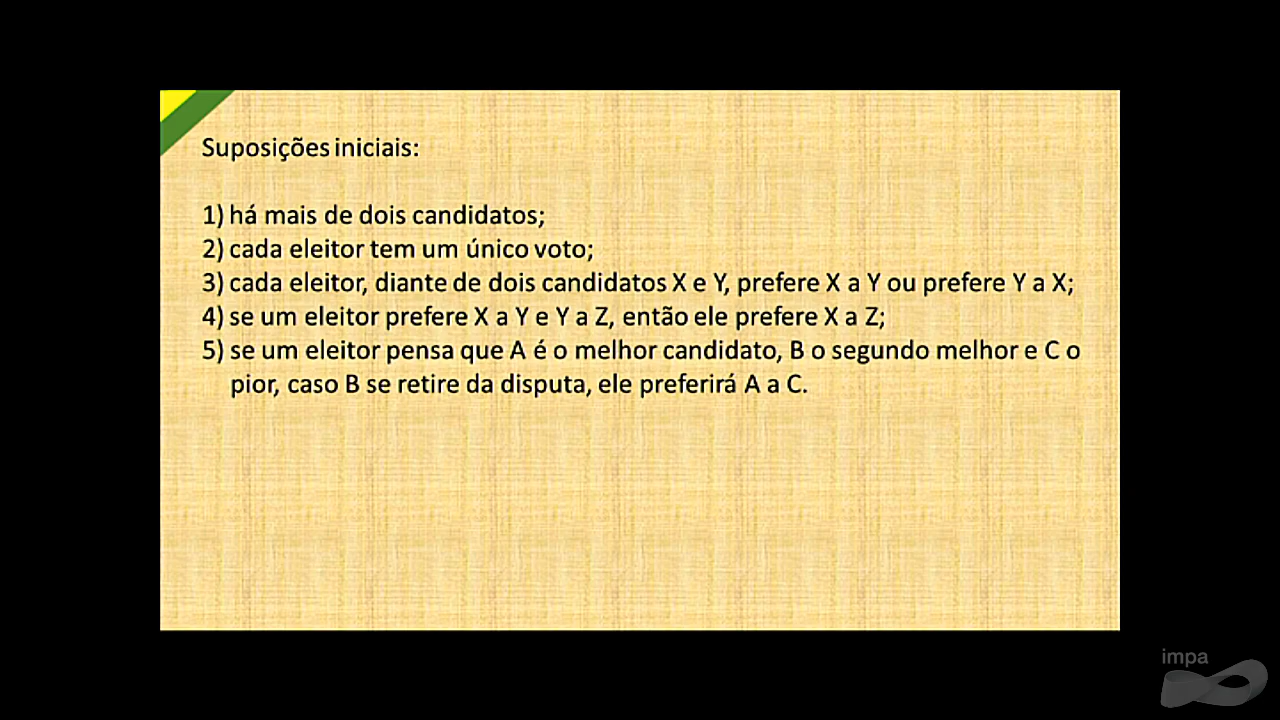 Suposições iniciais:
1) há mais de dois candidatos;
2) cada eleitor tem um único voto;
3) cada eleitor, diante de dois candidatos X e Y, prefere X a Y ou prefere Y a X;
4) se um eleitor prefere X a Y e Y a Z, então ele prefere X a Z;
5) se um eleitor pensa que A é o melhor candidato, B o segundo melhor e C o
pior, caso B se retire da disputa, ele preferirá A a C.
impa